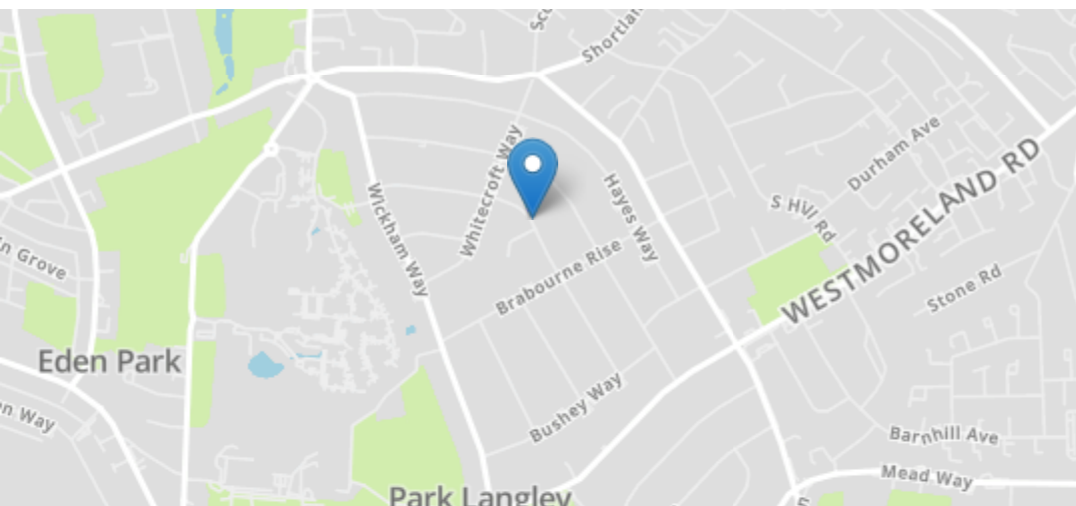 Shortlan
Durham Ave
Whitecroft Way
WESTMORELAND RD
Hayes Way
Wickham Way
S Hill Rd
n Grove
Brabourne Rise
Stone Rd
Eden Park
Bushey Way
en Way
Barnhill Ave
Mead Way
Park Langley